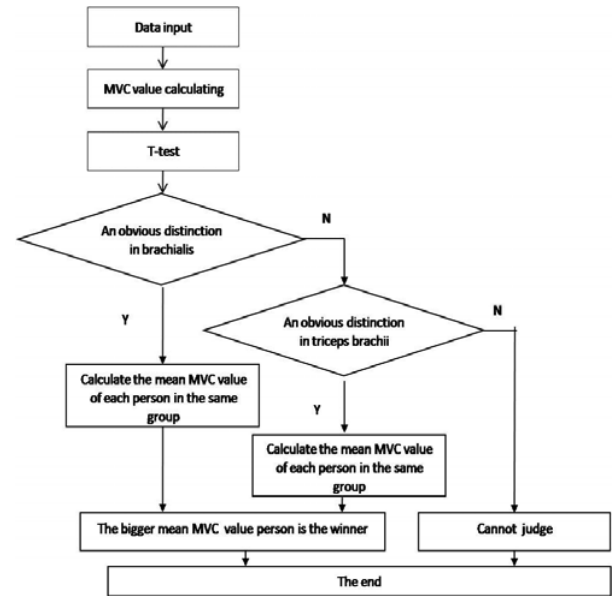 Data input
MVC value calculating
T-test
An obvious distinction
in brachialis
N
Y
An obvious distinction
in triceps brachii
N
Calculate the mean MVC value
of each person in the same
group
Y
Calculate the mean MVC value
of each person in the same
group
The bigger mean MVC value person is the winner
Cannot judge
The end